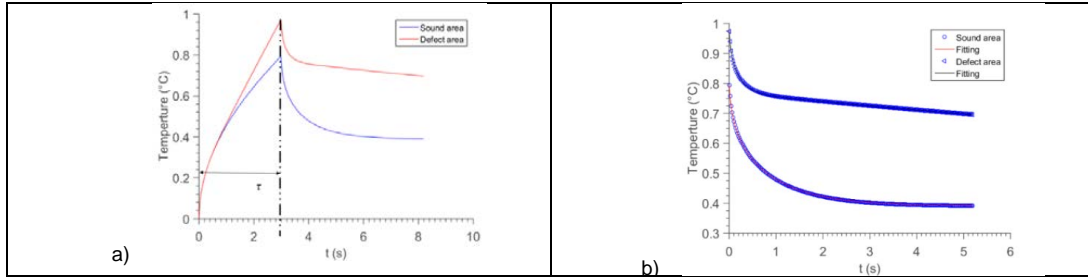 1
0.8
0.6
0.4
0.2
0
Temperture (°C)
Sound area
Defect area
τ
0 2 4 6 8 10
t (s)
a)
1
0.9
0.8
0.7
0.6
0.5
0.4
0.3
Temperture (°C)
Sound area
Fitting
Defect area
Fitting
0 1 2 3 4 5 6
t (s)
b)